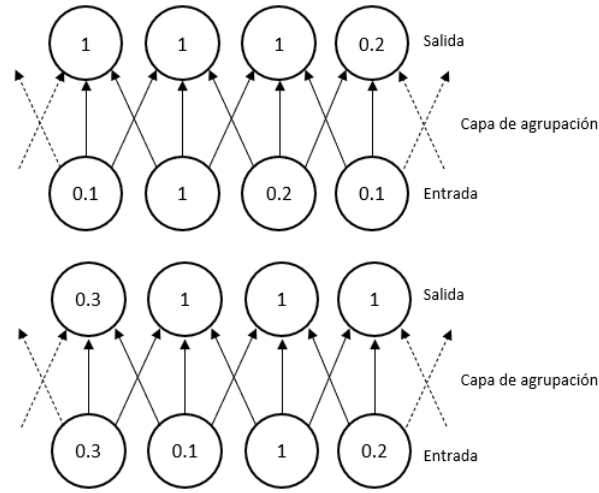 1 1 1 0.2 Salida
Capa de agrupación
0.1 1 0.2 0.1 Entrada
0.3 1 1 1 Salida
Capa de agrupación
0.3 0.1 1 0.2 Entrada